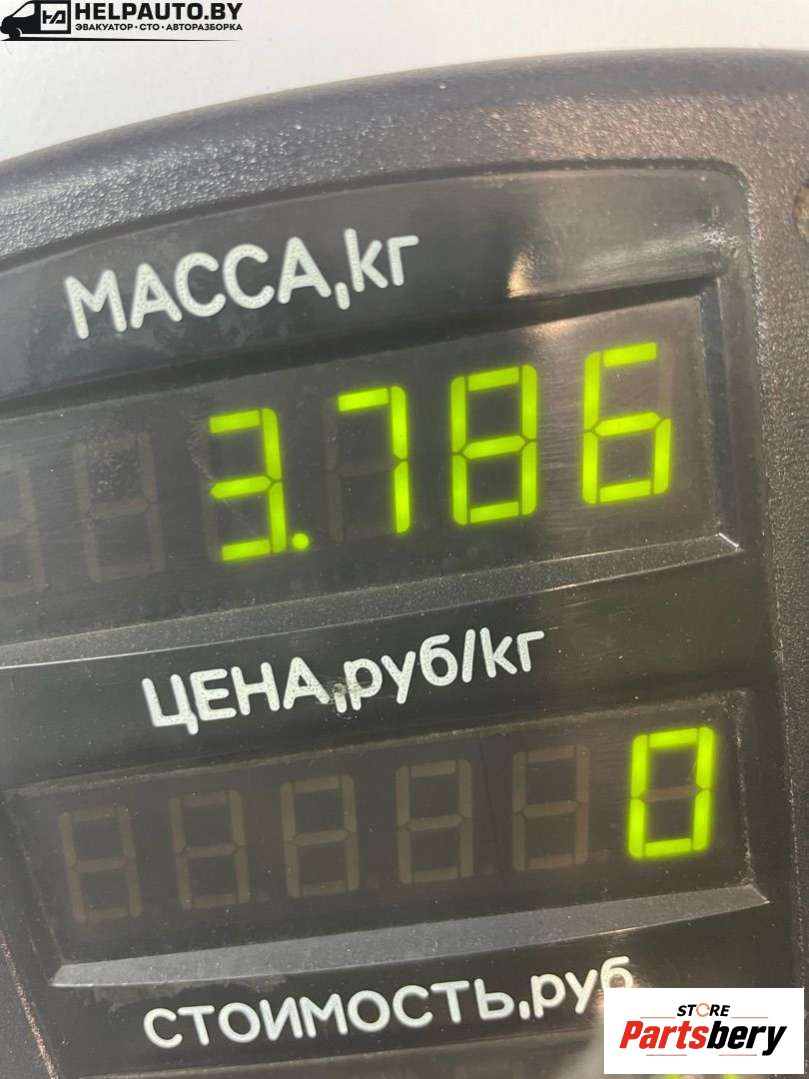 HELPAUTO.BY
ЭВАКУАТОР • СТО • АВТОРАЗБОРКА
МАССА,кг
3.786
ЦЕНА,руб/кг
0
СТОИМОСТЬ,руб
STORE
Partsbery